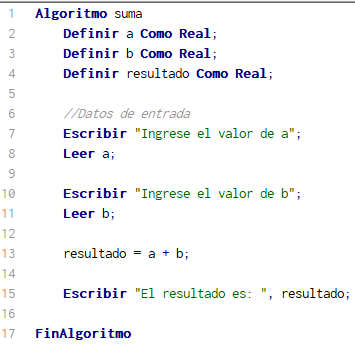 1 Algoritmo suma
2 Definir a Como Real;
3 Definir b Como Real;
4 Definir resultado Como Real;
5
6 //Datos de entrada
7 Escribir "Ingrese el valor de a";
8 Leer a;
9
10 Escribir "Ingrese el valor de b";
11 Leer b;
12
13 resultado = a + b;
14
15 Escribir "El resultado es: ", resultado;
16
17 FinAlgoritmo